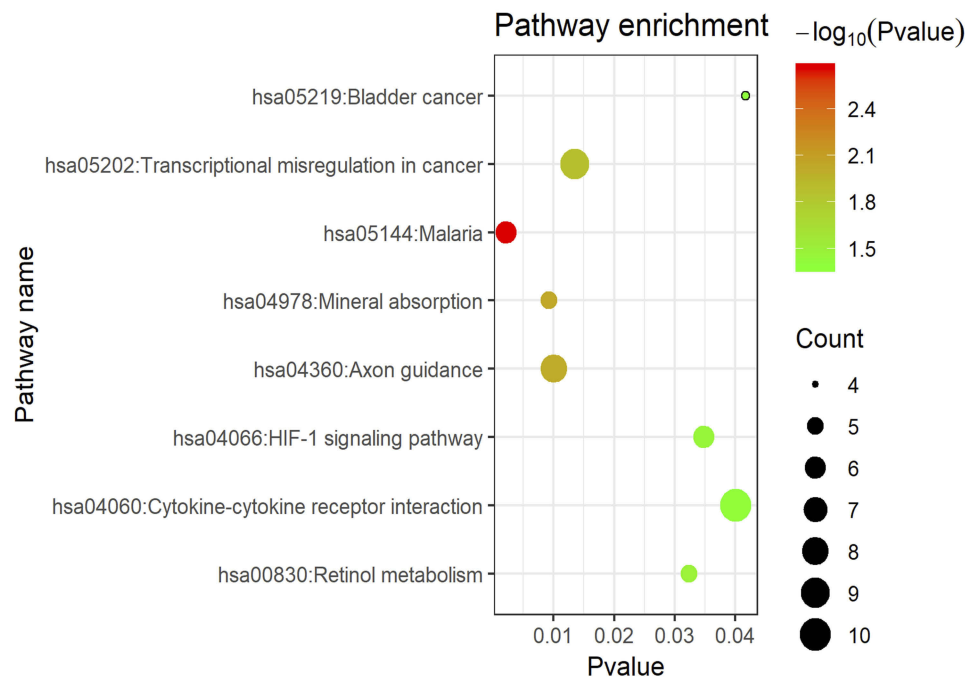 Pathway enrichment
−log₁₀(Pvalue)
2.4
2.1
1.8
1.5
Count
4
5
6
7
8
9
10
Pathway name
hsa05219:Bladder cancer
hsa05202:Transcriptional misregulation in cancer
hsa05144:Malaria
hsa04978:Mineral absorption
hsa04360:Axon guidance
hsa04066:HIF-1 signaling pathway
hsa04060:Cytokine-cytokine receptor interaction
hsa00830:Retinol metabolism
0.01 0.02 0.03 0.04
Pvalue